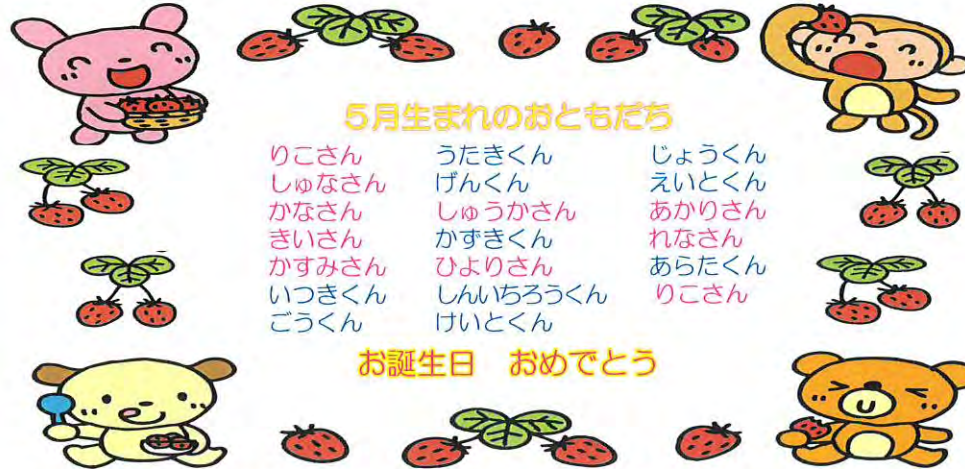 5月生まれのおともだち
りこさん うたきくん じょうくん
しゅなさん げんくん えいとくん
かなさん しゅうかさん あかりさん
きいさん かずきくん れなさん
かすみさん ひよりさん あらたくん
いつきくん しんいちろうくん りこさん
ごうくん けいとくん
お誕生日 おめでとう